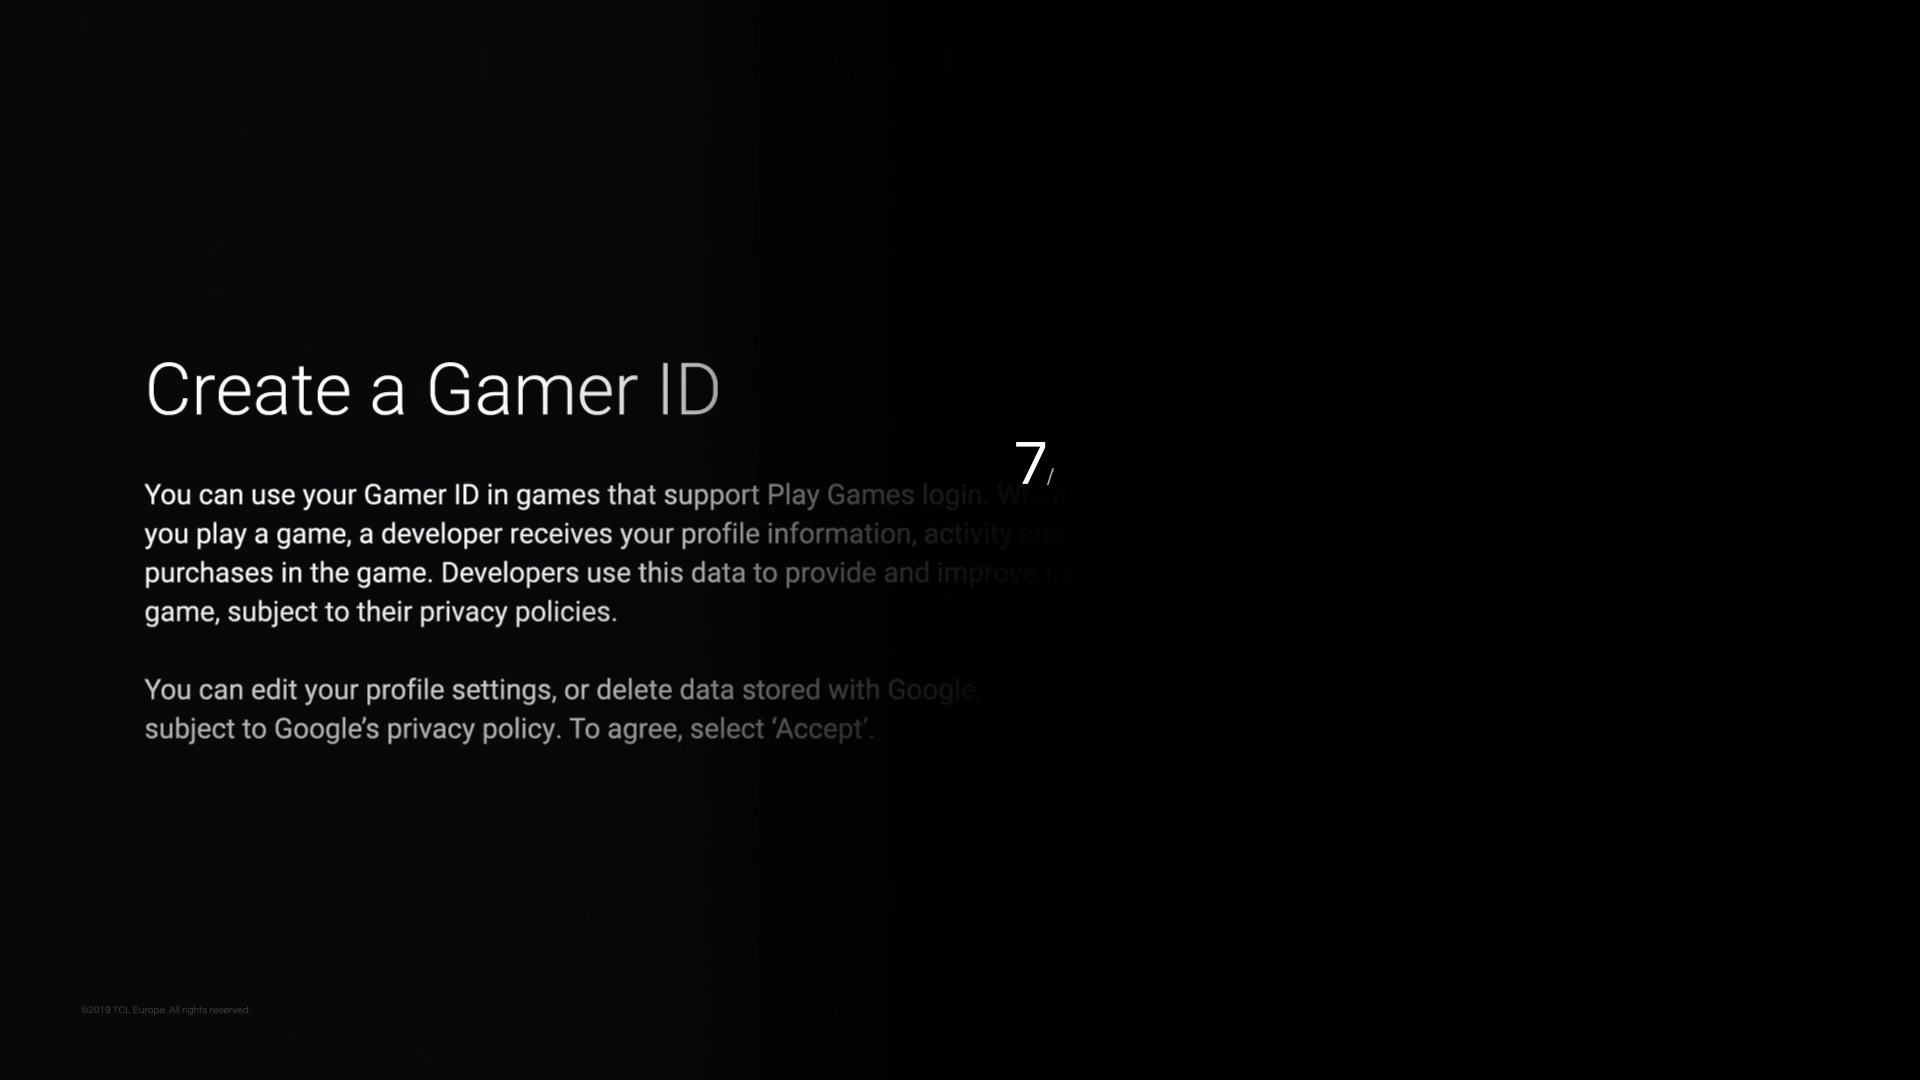 Create a Gamer ID
7/
You can use your Gamer ID in games that support Play Games login. When
you play a game, a developer receives your profile information, activity and
purchases in the game. Developers use this data to provide and improve the
game, subject to their privacy policies.
You can edit your profile settings, or delete data stored with Google,
subject to Google’s privacy policy. To agree, select ‘Accept’.
©2019 TCL Europe. All rights reserved.